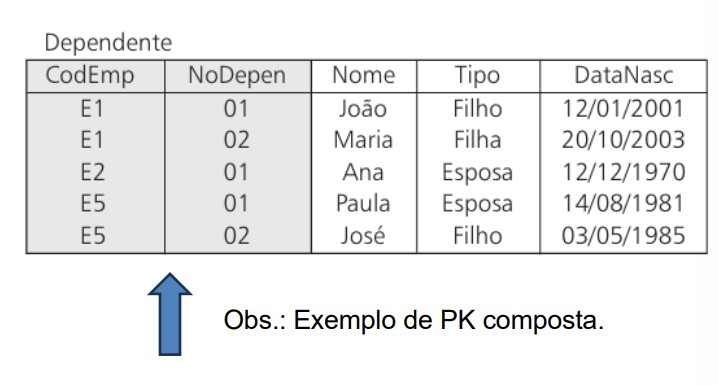 Dependente
CodEmp NoDepen Nome Tipo DataNasc
E1 01 João Filho 12/01/2001
E1 02 Maria Filha 20/10/2003
E2 01 Ana Esposa 12/12/1970
E5 01 Paula Esposa 14/08/1981
E5 02 José Filho 03/05/1985
Obs.: Exemplo de PK composta.